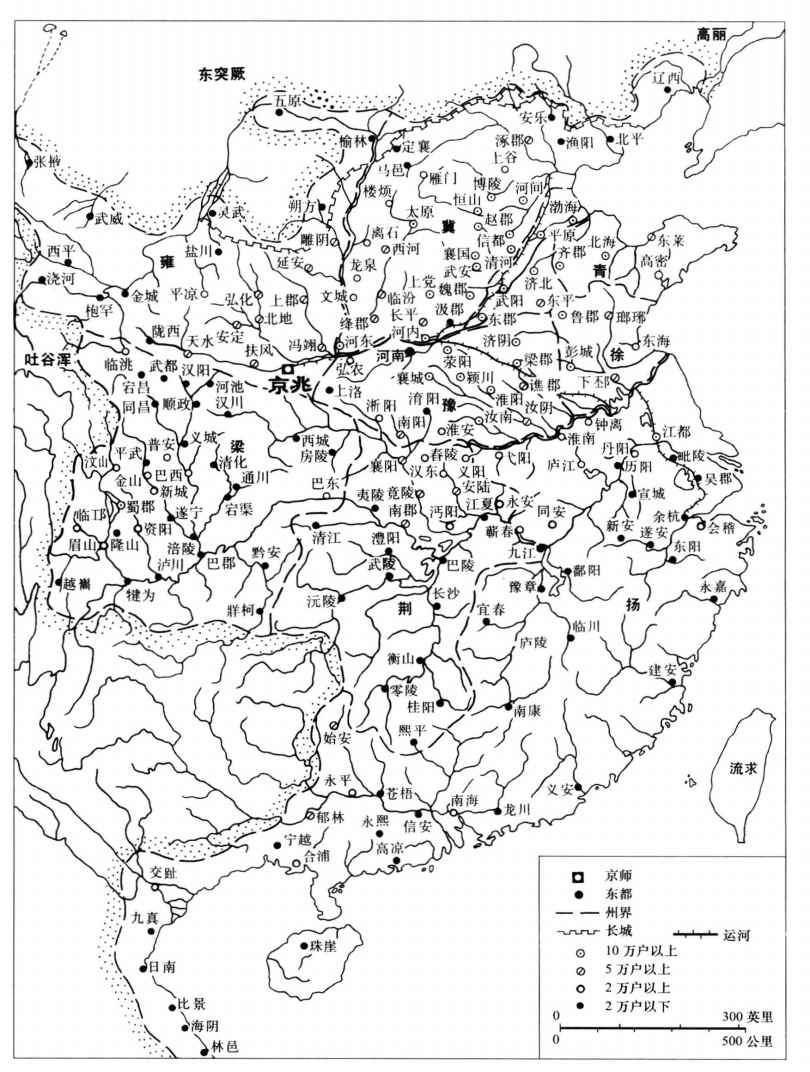 高丽
东突厥
辽西
五原
安乐
榆林
定襄
涿郡
渔阳
北平
张掖
马邑
上谷
雁门
博陵
河间
楼烦
恒山
武威
灵武
朔方
太原
赵郡
渤海
冀
雕阴
离石
信都
平原
北海
东莱
西平
盐川
西河
襄国
清河
齐郡
青
高密
雍
延安
龙泉
武安
浇河
上党
魏郡
济北
枹罕
金城
平凉
弘化
上郡
文城
临汾
武阳
东平
长平
汲郡
鲁郡
琅琊
北地
绛郡
东郡
陇西
安定
冯翊
河东
河内
济阴
东海
吐谷浑
天水
扶风
河南
荥阳
梁郡
彭城
徐
临洮
武都
汉阳
京兆
弘农
襄城
颍川
谯郡
下邳
宕昌
河池
上洛
淯阳
豫
淮阳
同昌
顺政
汉川
淅阳
汝南
汝阴
钟离
南阳
淮安
义城
梁
西城
淮南
丹阳
江都
普安
房陵
襄阳
舂陵
弋阳
毗陵
汶山
平武
清化
汉东
义阳
庐江
历阳
金山
巴西
通川
吴郡
新城
巴东
安陆
宣城
宕渠
夷陵
竟陵
江夏
永安
临邛
蜀郡
遂宁
南郡
沔阳
蕲春
同安
新安
余杭
会稽
资阳
清江
澧阳
遂安
眉山
隆山
涪陵
九江
东阳
巴郡
黔安
武陵
巴陵
越嶲
泸川
鄱阳
犍为
豫章
永嘉
牂柯
沅陵
荆
长沙
宜春
扬
临川
庐陵
衡山
建安
零陵
桂阳
南康
始安
熙平
流求
永平
苍梧
义安
郁林
南海
龙川
永熙
信安
宁越
合浦
高凉
交趾
九真
珠崖
日南
比景
海阴
林邑
京师
东都
州界
长城
运河
10 万户以上
5 万户以上
2 万户以上
2 万户以下
0 300 英里
0 500 公里